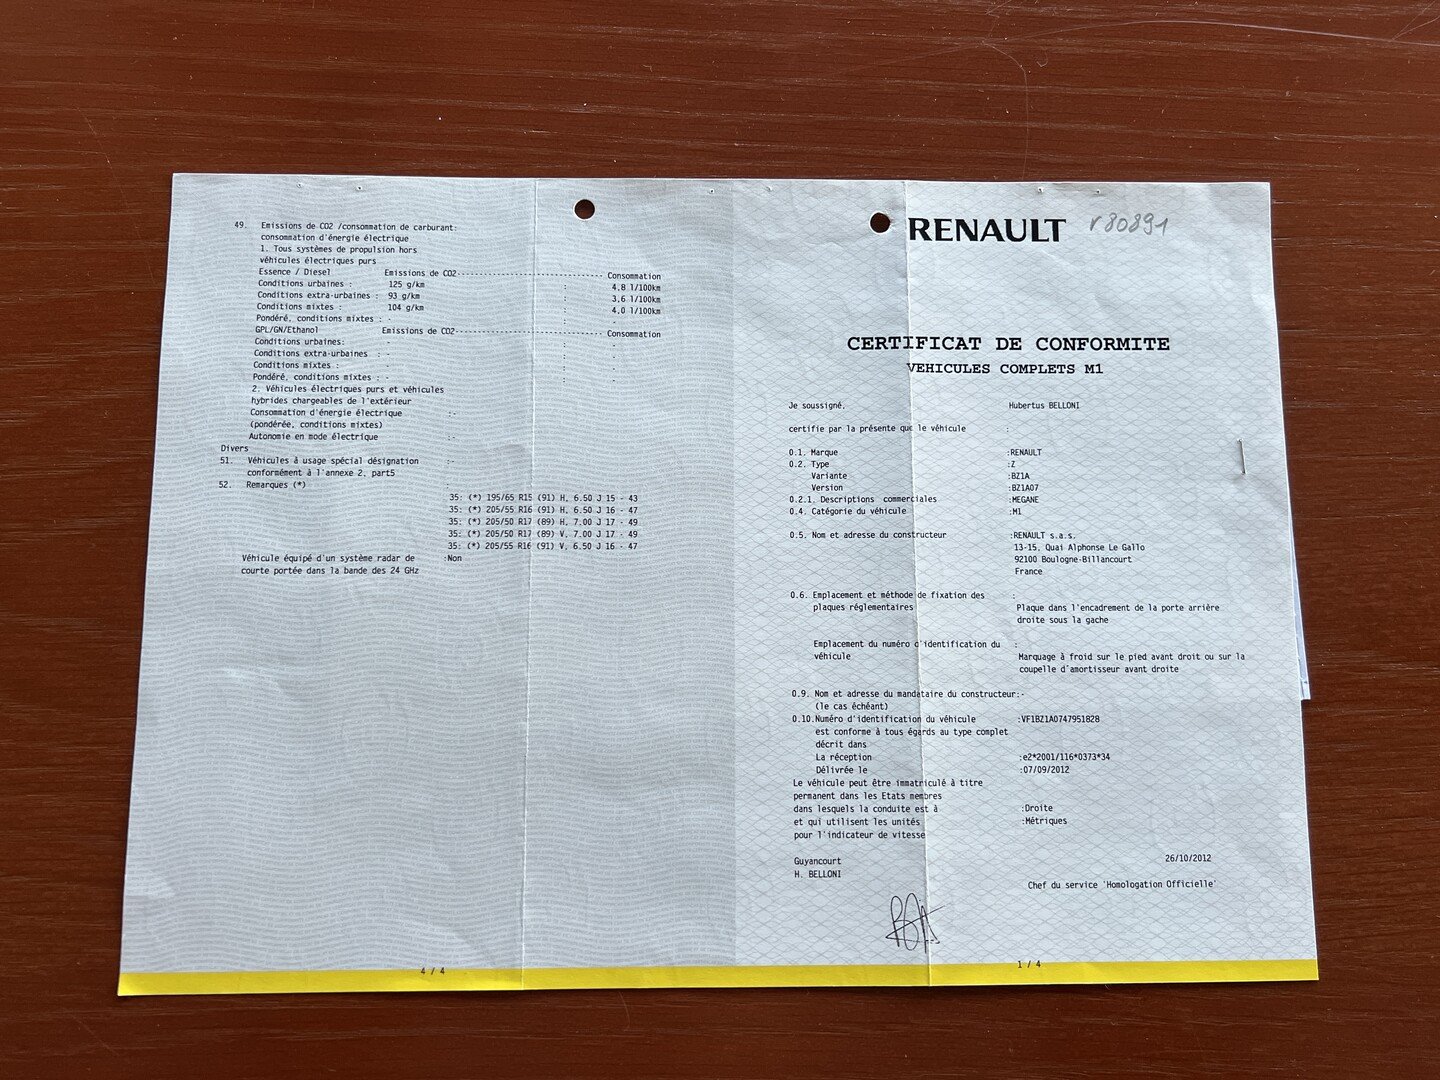 49. Emissions de CO2 /consommation de carburant:
consommation d'énergie électrique
1. Tous systèmes de propulsion hors
véhicules électriques purs
Essence / Diesel Emissions de CO2------------------------------- Consommation
Conditions urbaines : 125 g/km : 4,8 l/100km
Conditions extra-urbaines : 93 g/km : 3,6 l/100km
Conditions mixtes : 104 g/km : 4,0 l/100km
Pondéré, conditions mixtes : - : -
GPL/GN/Ethanol Emissions de CO2------------------------------- Consommation
Conditions urbaines: - : -
Conditions extra-urbaines : - : -
Conditions mixtes : - : -
Pondéré, conditions mixtes : - : -
2. Véhicules électriques purs et véhicules
hybrides chargeables de l'extérieur
Consommation d'énergie électrique :-
(pondérée, conditions mixtes)
Autonomie en mode électrique :-
Divers
51. Véhicules à usage spécial désignation :-
conformément à l'annexe 2, part5
52. Remarques (*)
35: (*) 195/65 R15 (91) H, 6.50 J 15 - 43
35: (*) 205/55 R16 (91) H, 6.50 J 16 - 47
35: (*) 205/50 R17 (89) H, 7.00 J 17 - 49
35: (*) 205/50 R17 (89) V, 7.00 J 17 - 49
35: (*) 205/55 R16 (91) V, 6.50 J 16 - 47
Véhicule équipé d'un système radar de :Non
courte portée dans la bande des 24 GHz
4 / 4
RENAULT r80891
CERTIFICAT DE CONFORMITE
VEHICULES COMPLETS M1
Je soussigné, Hubertus BELLONI
certifie par la présente que le véhicule :
0.1. Marque :RENAULT
0.2. Type :Z
Variante :BZ1A
Version :BZ1A07
0.2.1. Descriptions commerciales :MEGANE
0.4. Catégorie du véhicule :M1
0.5. Nom et adresse du constructeur :RENAULT s.a.s.
13-15, Quai Alphonse Le Gallo
92100 Boulogne-Billancourt
France
0.6. Emplacement et méthode de fixation des :
plaques réglementaires Plaque dans l'encadrement de la porte arrière
droite sous la gache
Emplacement du numéro d'identification du :
véhicule Marquage à froid sur le pied avant droit ou sur la
coupelle d'amortisseur avant droite
0.9. Nom et adresse du mandataire du constructeur:-
(le cas échéant)
0.10.Numéro d'identification du véhicule :VF1BZ1A0747951828
est conforme à tous égards au type complet
décrit dans
La réception :e2*2001/116*0373*34
Délivrée le :07/09/2012
Le véhicule peut être immatriculé à titre
permanent dans les Etats membres
dans lesquels la conduite est à :Droite
et qui utilisent les unités :Métriques
pour l'indicateur de vitesse
Guyancourt 26/10/2012
H. BELLONI
Chef du service 'Homologation Officielle'
1 / 4